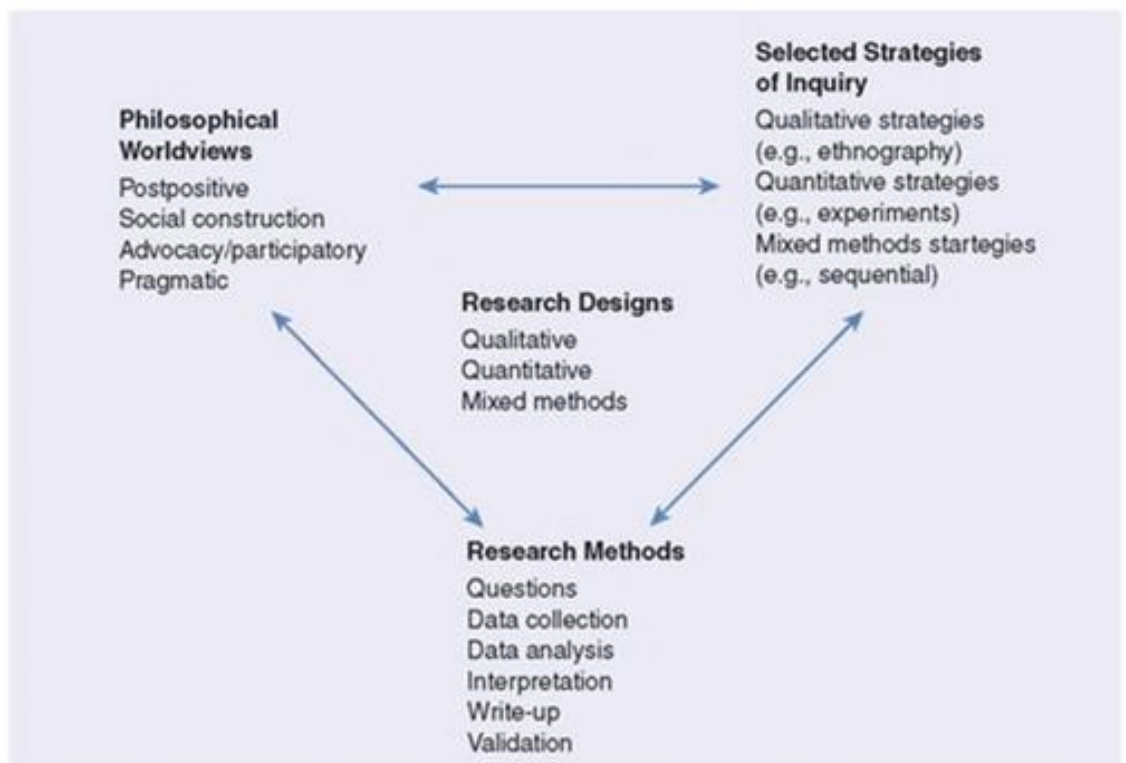 Philosophical
Worldviews
Postpositive
Social construction
Advocacy/participatory
Pragmatic
Selected Strategies
of Inquiry
Qualitative strategies
(e.g., ethnography)
Quantitative strategies
(e.g., experiments)
Mixed methods startegies
(e.g., sequential)
Research Designs
Qualitative
Quantitative
Mixed methods
Research Methods
Questions
Data collection
Data analysis
Interpretation
Write-up
Validation